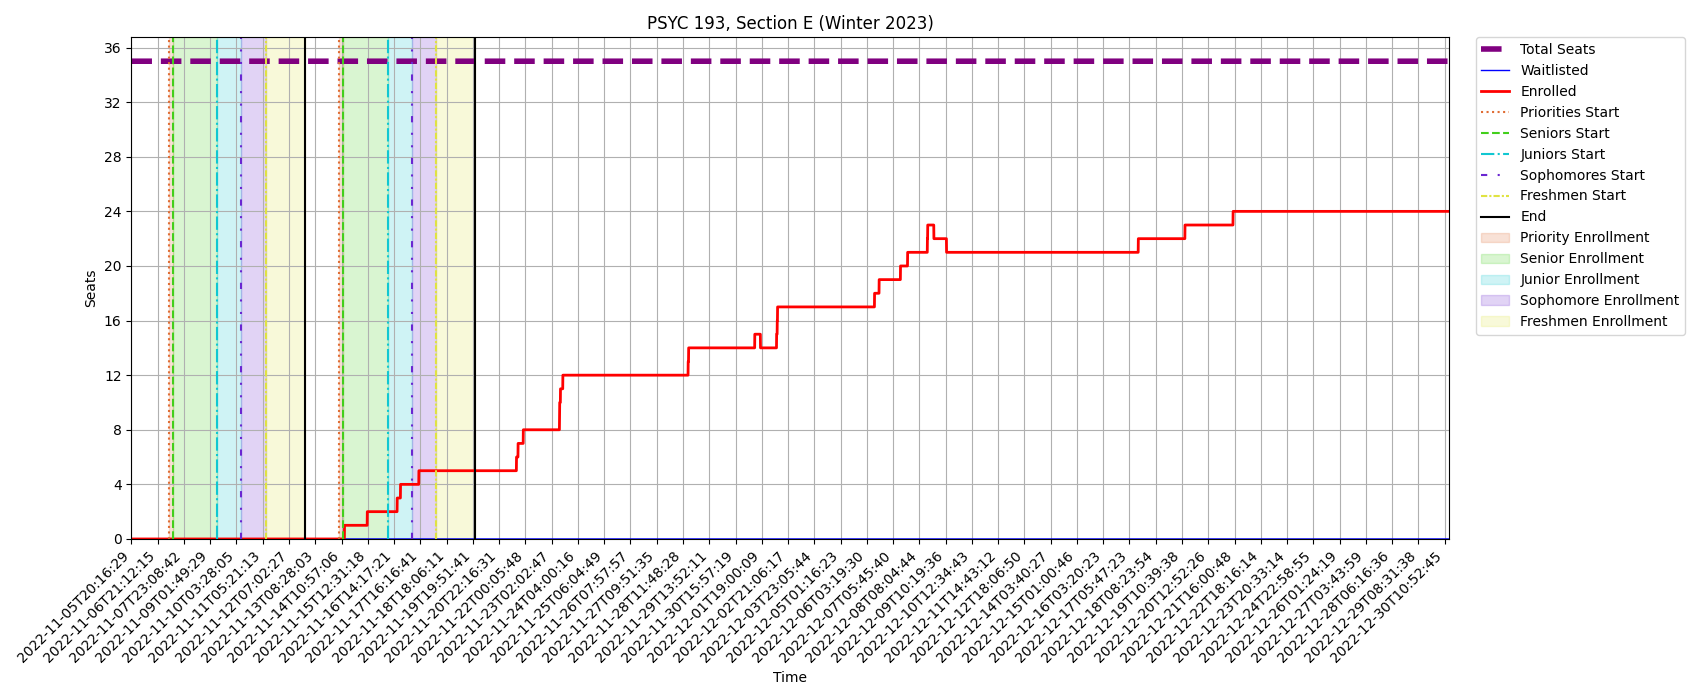 PSYC 193, Section E (Winter 2023)
Seats
36
32
28
24
20
16
12
8
4
0
2022-11-05T20:16:29
2022-11-06T21:12:15
2022-11-07T23:08:42
2022-11-09T01:49:29
2022-11-10T03:28:05
2022-11-11T05:21:13
2022-11-12T07:02:27
2022-11-13T08:28:03
2022-11-14T10:57:06
2022-11-15T12:31:18
2022-11-16T14:17:21
2022-11-17T16:16:41
2022-11-18T18:06:11
2022-11-19T19:51:47
2022-11-20T22:16:31
2022-11-22T00:05:48
2022-11-23T02:02:47
2022-11-24T04:00:16
2022-11-25T06:04:49
2022-11-26T07:57:57
2022-11-27T09:51:35
2022-11-28T11:48:28
2022-11-29T13:52:11
2022-11-30T15:57:19
2022-12-01T19:00:09
2022-12-02T21:06:17
2022-12-03T23:05:44
2022-12-05T01:16:23
2022-12-06T03:19:30
2022-12-07T05:45:40
2022-12-08T08:04:44
2022-12-09T10:19:36
2022-12-10T12:34:43
2022-12-11T14:43:12
2022-12-12T18:06:50
2022-12-14T03:40:27
2022-12-15T01:00:46
2022-12-16T03:20:23
2022-12-17T05:47:23
2022-12-18T08:23:54
2022-12-19T10:39:38
2022-12-20T12:52:26
2022-12-21T16:00:48
2022-12-22T18:16:14
2022-12-23T20:33:14
2022-12-24T22:58:55
2022-12-26T01:24:19
2022-12-27T03:43:59
2022-12-28T06:16:36
2022-12-29T08:31:38
2022-12-30T10:52:45
Time
Total Seats
Waitlisted
Enrolled
Priorities Start
Seniors Start
Juniors Start
Sophomores Start
Freshmen Start
End
Priority Enrollment
Senior Enrollment
Junior Enrollment
Sophomore Enrollment
Freshmen Enrollment